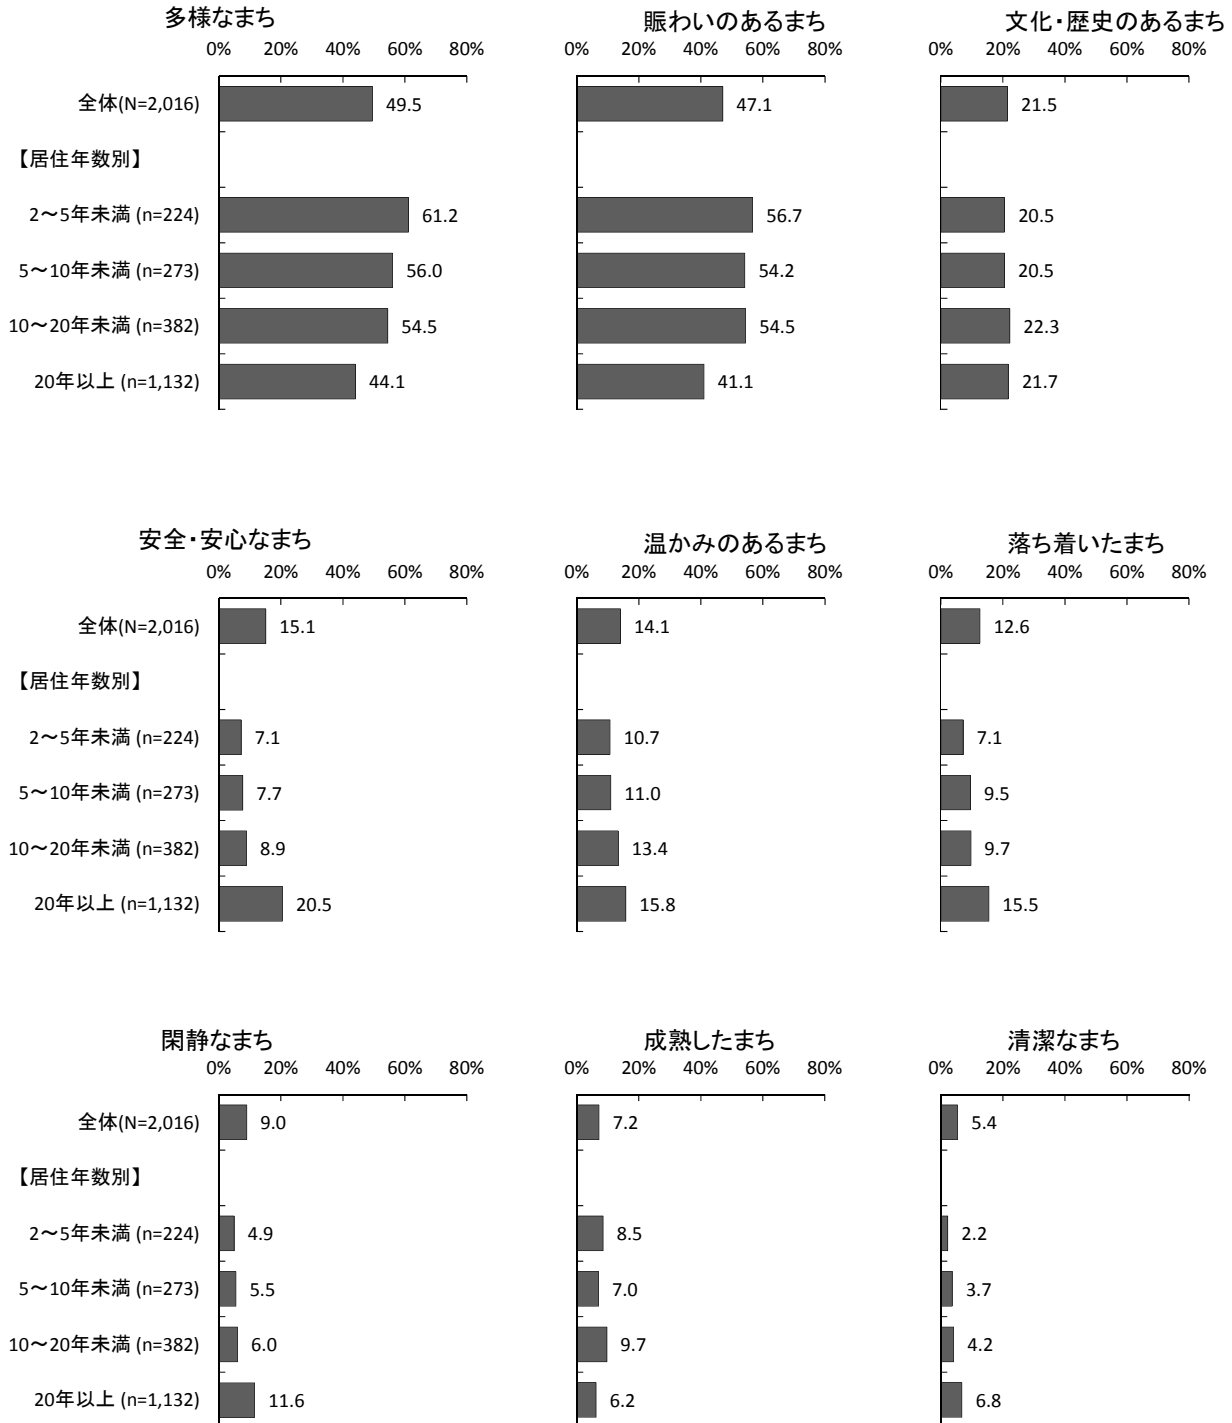 多様なまち 賑わいのあるまち 文化・歴史のあるまち
0% 20% 40% 60% 80% 0% 20% 40% 60% 80% 0% 20% 40% 60% 80%
全体(N=2,016) 49.5 47.1 21.5
【居住年数別】
2～5年未満 (n=224) 61.2 56.7 20.5
5～10年未満 (n=273) 56.0 54.2 20.5
10～20年未満 (n=382) 54.5 54.5 22.3
20年以上 (n=1,132) 44.1 41.1 21.7
安全・安心なまち 温かみのあるまち 落ち着いたまち
0% 20% 40% 60% 80% 0% 20% 40% 60% 80% 0% 20% 40% 60% 80%
全体(N=2,016) 15.1 14.1 12.6
【居住年数別】
2～5年未満 (n=224) 7.1 10.7 7.1
5～10年未満 (n=273) 7.7 11.0 9.5
10～20年未満 (n=382) 8.9 13.4 9.7
20年以上 (n=1,132) 20.5 15.8 15.5
閑静なまち 成熟したまち 清潔なまち
0% 20% 40% 60% 80% 0% 20% 40% 60% 80% 0% 20% 40% 60% 80%
全体(N=2,016) 9.0 7.2 5.4
【居住年数別】
2～5年未満 (n=224) 4.9 8.5 2.2
5～10年未満 (n=273) 5.5 7.0 3.7
10～20年未満 (n=382) 6.0 9.7 4.2
20年以上 (n=1,132) 11.6 6.2 6.8